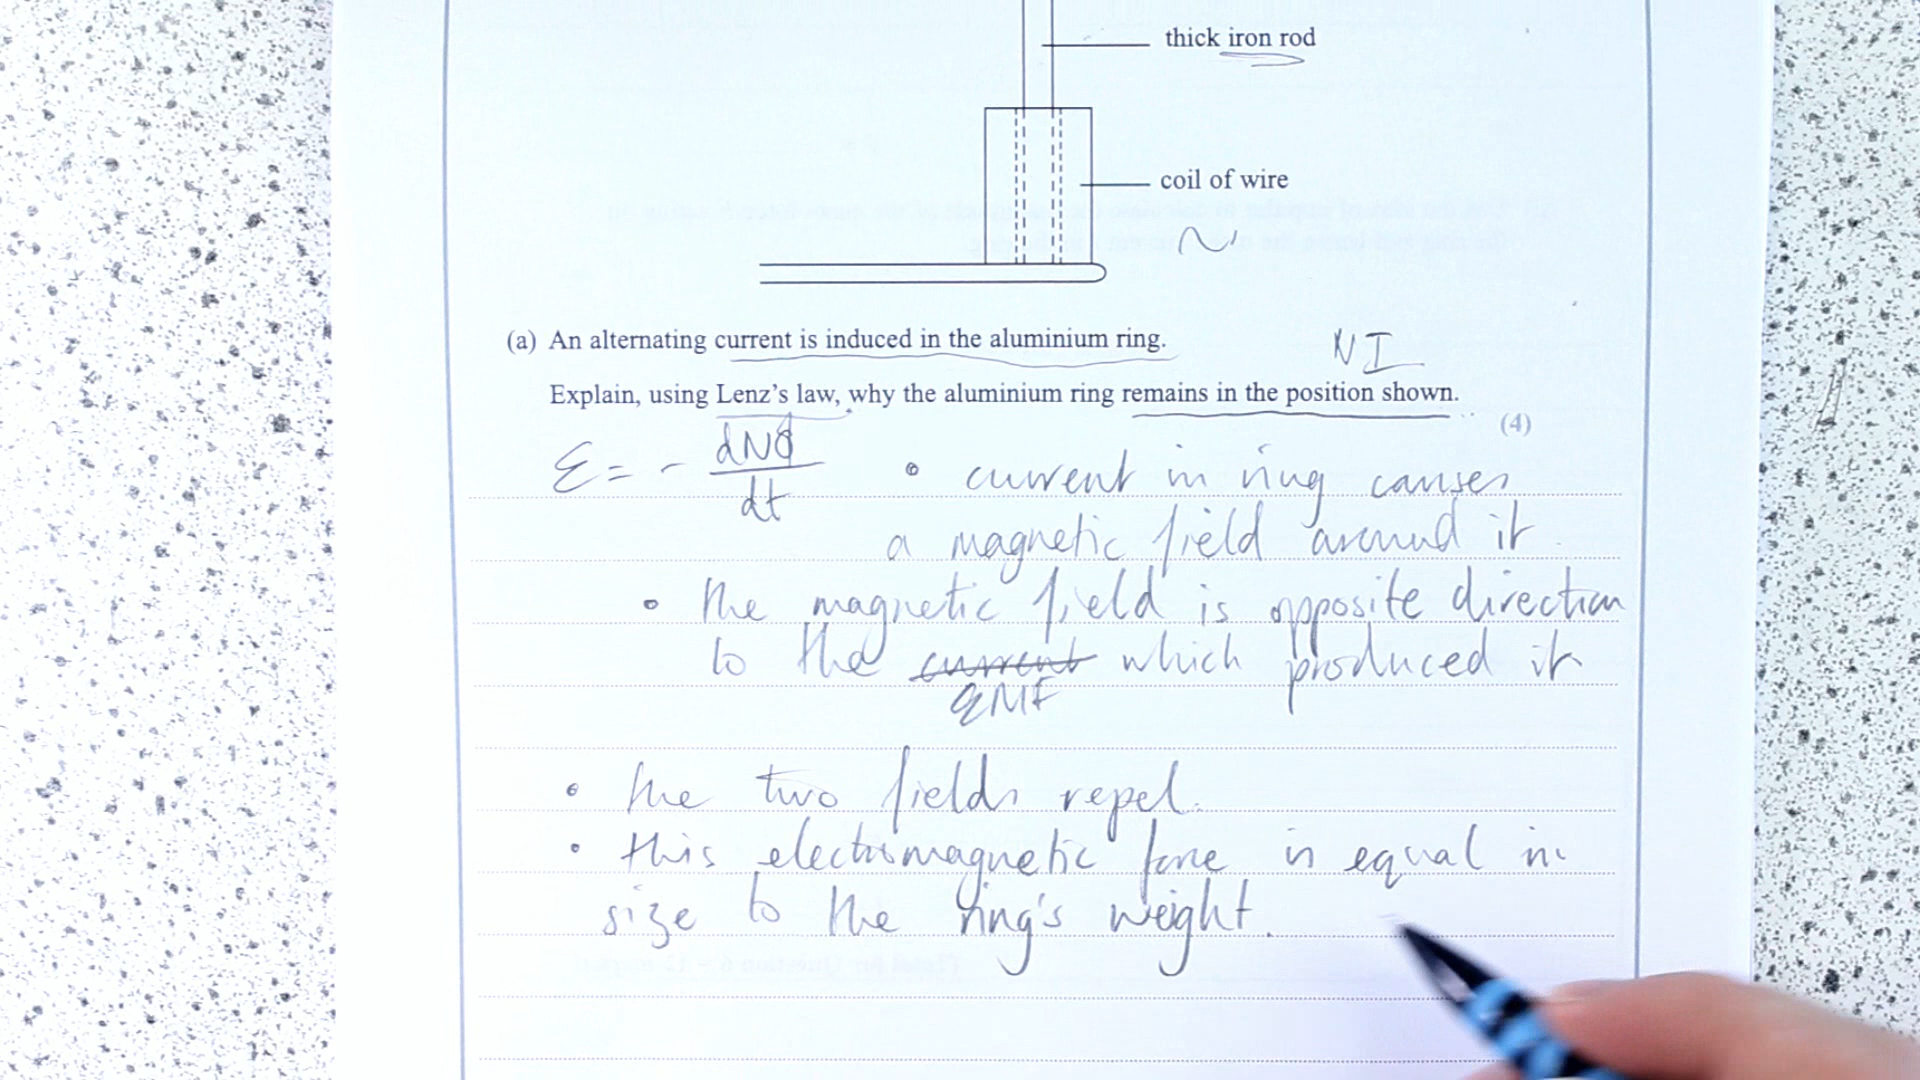 thick iron rod
coil of wire
(a) An alternating current is induced in the aluminium ring.
NI
Explain, using Lenz's law, why the aluminium ring remains in the position shown.
(4)
ε = - dNϕ/dt
• current in ring causes
a magnetic field around it
• the magnetic field is opposite direction
to the current which produced it
EMF
• the two fields repel.
• this electromagnetic force is equal in
size to the ring's weight.